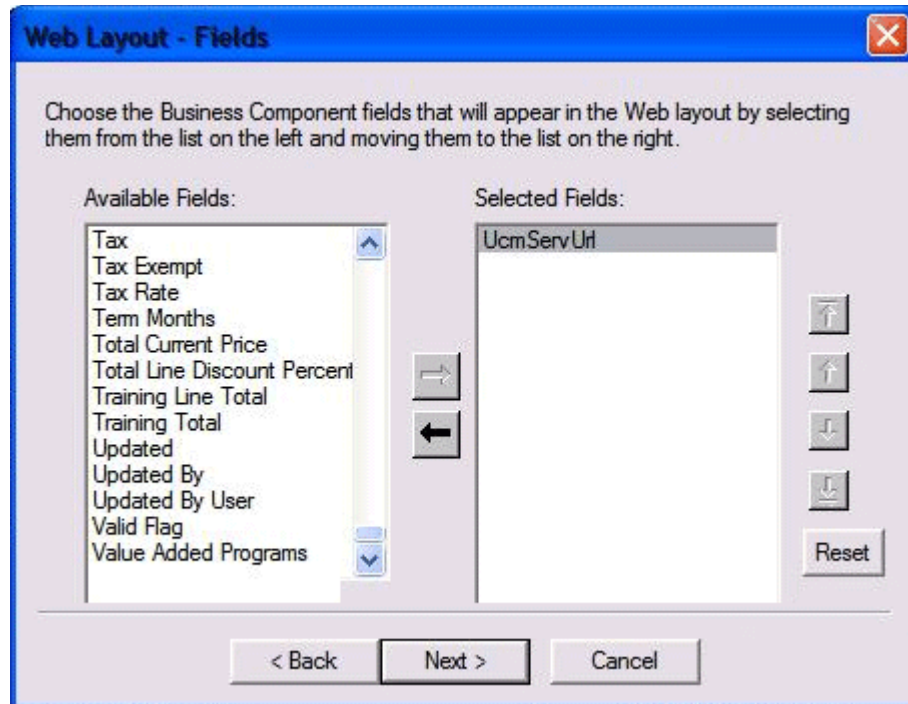 Web Layout - Fields
Choose the Business Component fields that will appear in the Web layout by selecting
them from the list on the left and moving them to the list on the right.
Available Fields:
Tax
Tax Exempt
Tax Rate
Term Months
Total Current Price
Total Line Discount Percent
Training Line Total
Training Total
Updated
Updated By
Updated By User
Valid Flag
Value Added Programs
Selected Fields:
UcmServUrl
Reset
< Back
Next >
Cancel